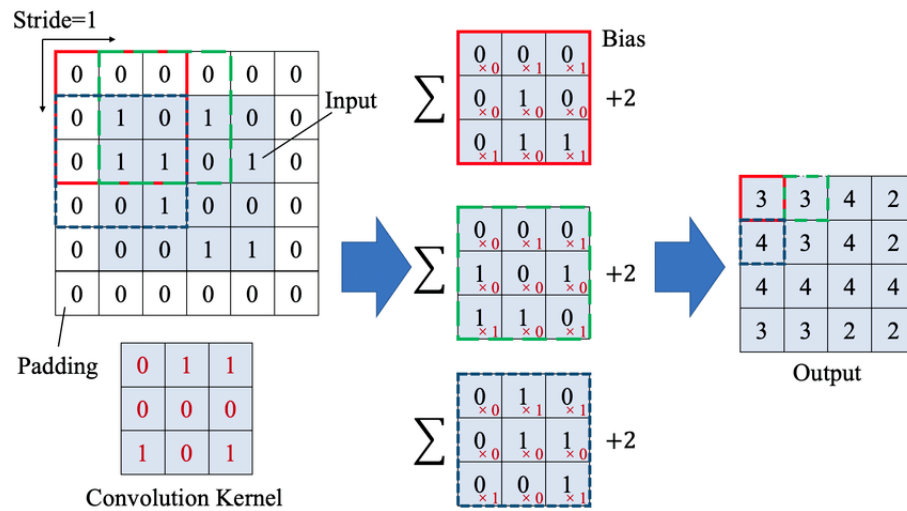 Stride=1
0 0 0 0 0 0
0 1 0 1 0 0
0 1 1 0 1 0
0 0 1 0 0 0
0 0 0 1 1 0
0 0 0 0 0 0
Input
Padding
0 1 1
0 0 0
1 0 1
Convolution Kernel
Bias
∑
0 × 0 0 × 1 0 × 1
0 × 0 1 × 0 0 × 0
0 × 1 1 × 0 1 × 1
+2
∑
0 × 0 0 × 1 0 × 1
1 × 0 0 × 0 1 × 0
1 × 1 1 × 0 0 × 1
+2
∑
0 × 0 1 × 1 0 × 1
0 × 0 1 × 0 1 × 0
0 × 1 0 × 0 1 × 1
+2
3 3 4 2
4 3 4 2
4 4 4 4
3 3 2 2
Output